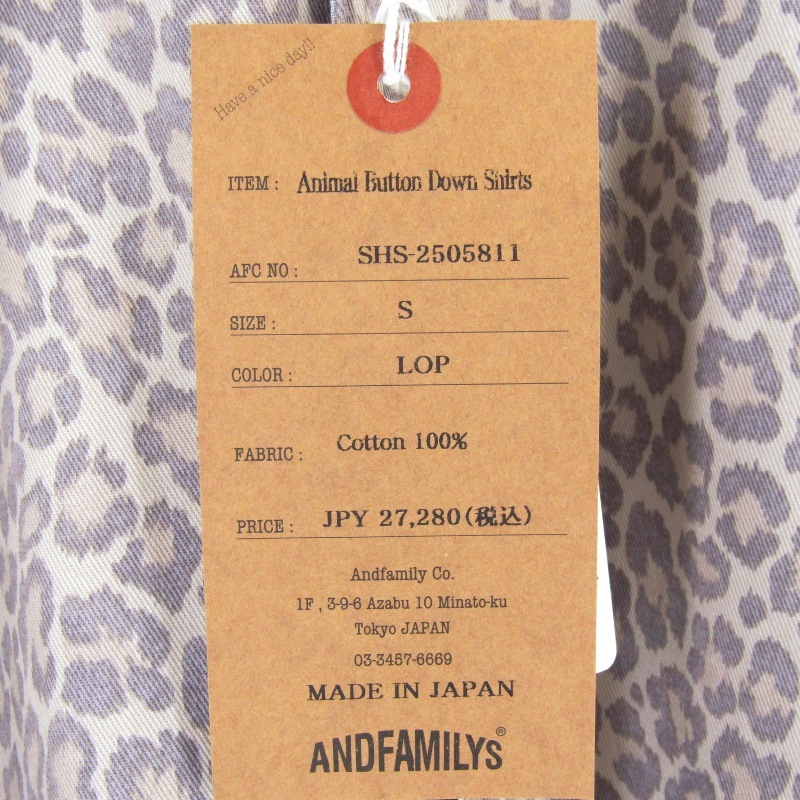 Have a nice day!!
ITEM : Animal Button Down Shirts
AFC NO : SHS-2505811
SIZE : S
COLOR : LOP
FABRIC : Cotton 100%
PRICE : JPY 27,280(税込)
Andfamily Co.
1F , 3-9-6 Azabu 10 Minato-ku
Tokyo JAPAN
03-3457-6669
MADE IN JAPAN
ANDFAMILYS®